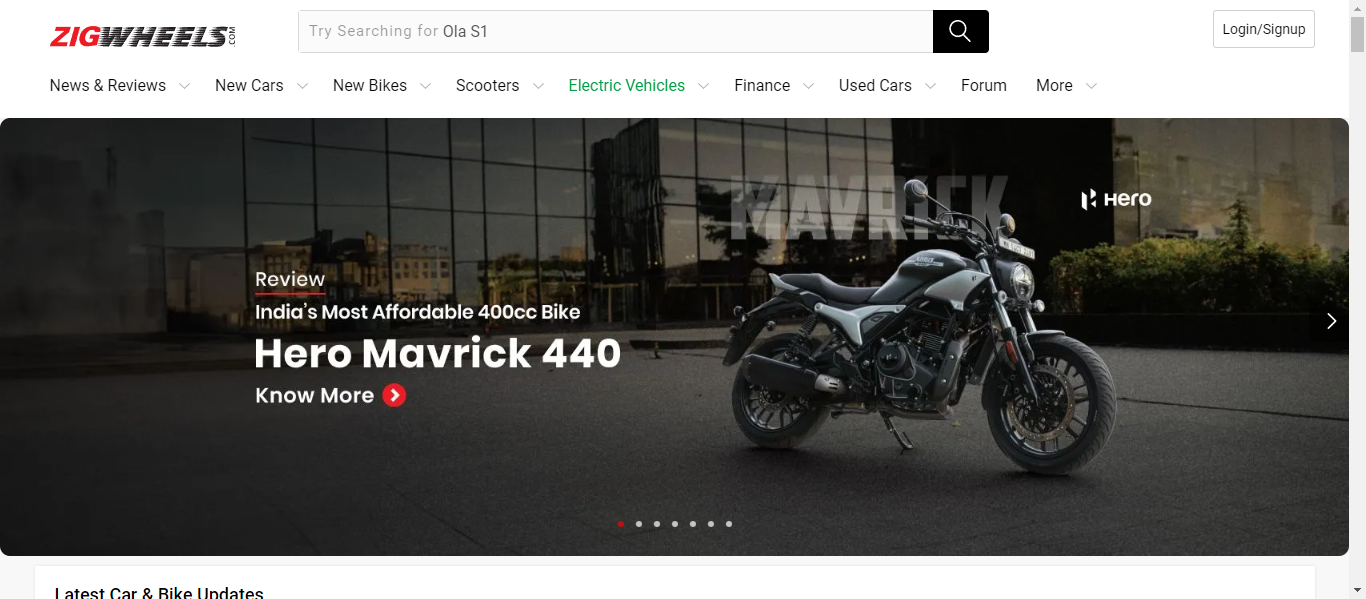 ZIGWHEELS.COM
Try Searching for Ola S1
Login/Signup
News & Reviews
New Cars
New Bikes
Scooters
Electric Vehicles
Finance
Used Cars
Forum
More
MAVRICK
Hero
Review
India's Most Affordable 400cc Bike
Hero Mavrick 440
Know More
Latest Car & Bike Updates